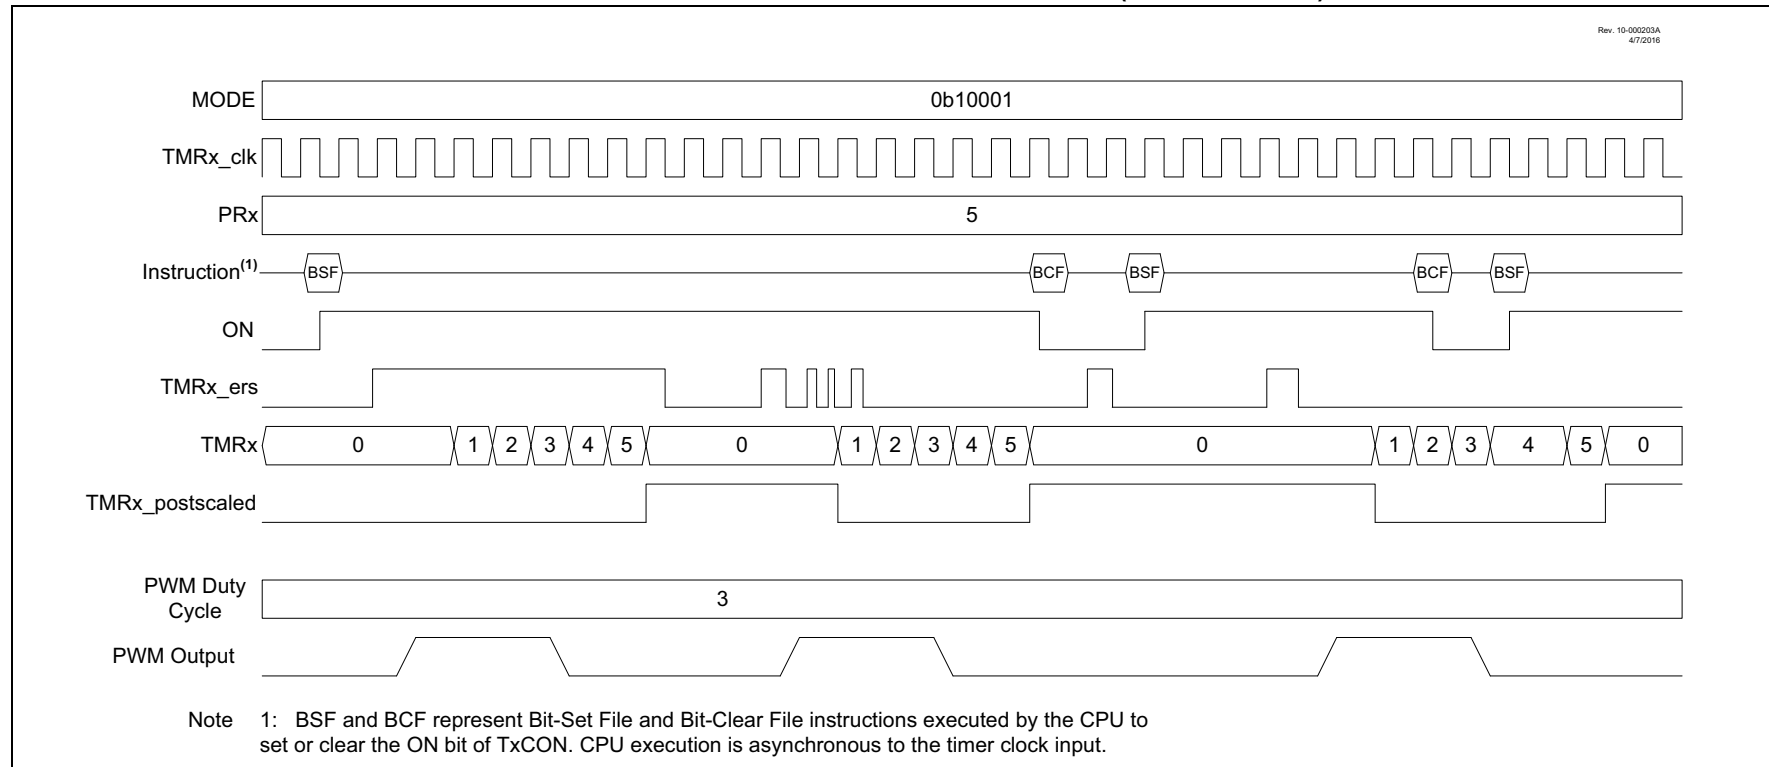 Rev. 10-000203A
4/7/2016
MODE 0b10001
TMRx_clk
PRx 5
Instruction(1) BSF BCF BSF BCF BSF
ON
TMRx_ers
TMRx 0 1 2 3 4 5 0 1 2 3 4 5 0 1 2 3 4 5 0
TMRx_postscaled
PWM Duty
Cycle 3
PWM Output
Note 1: BSF and BCF represent Bit-Set File and Bit-Clear File instructions executed by the CPU to
set or clear the ON bit of TxCON. CPU execution is asynchronous to the timer clock input.